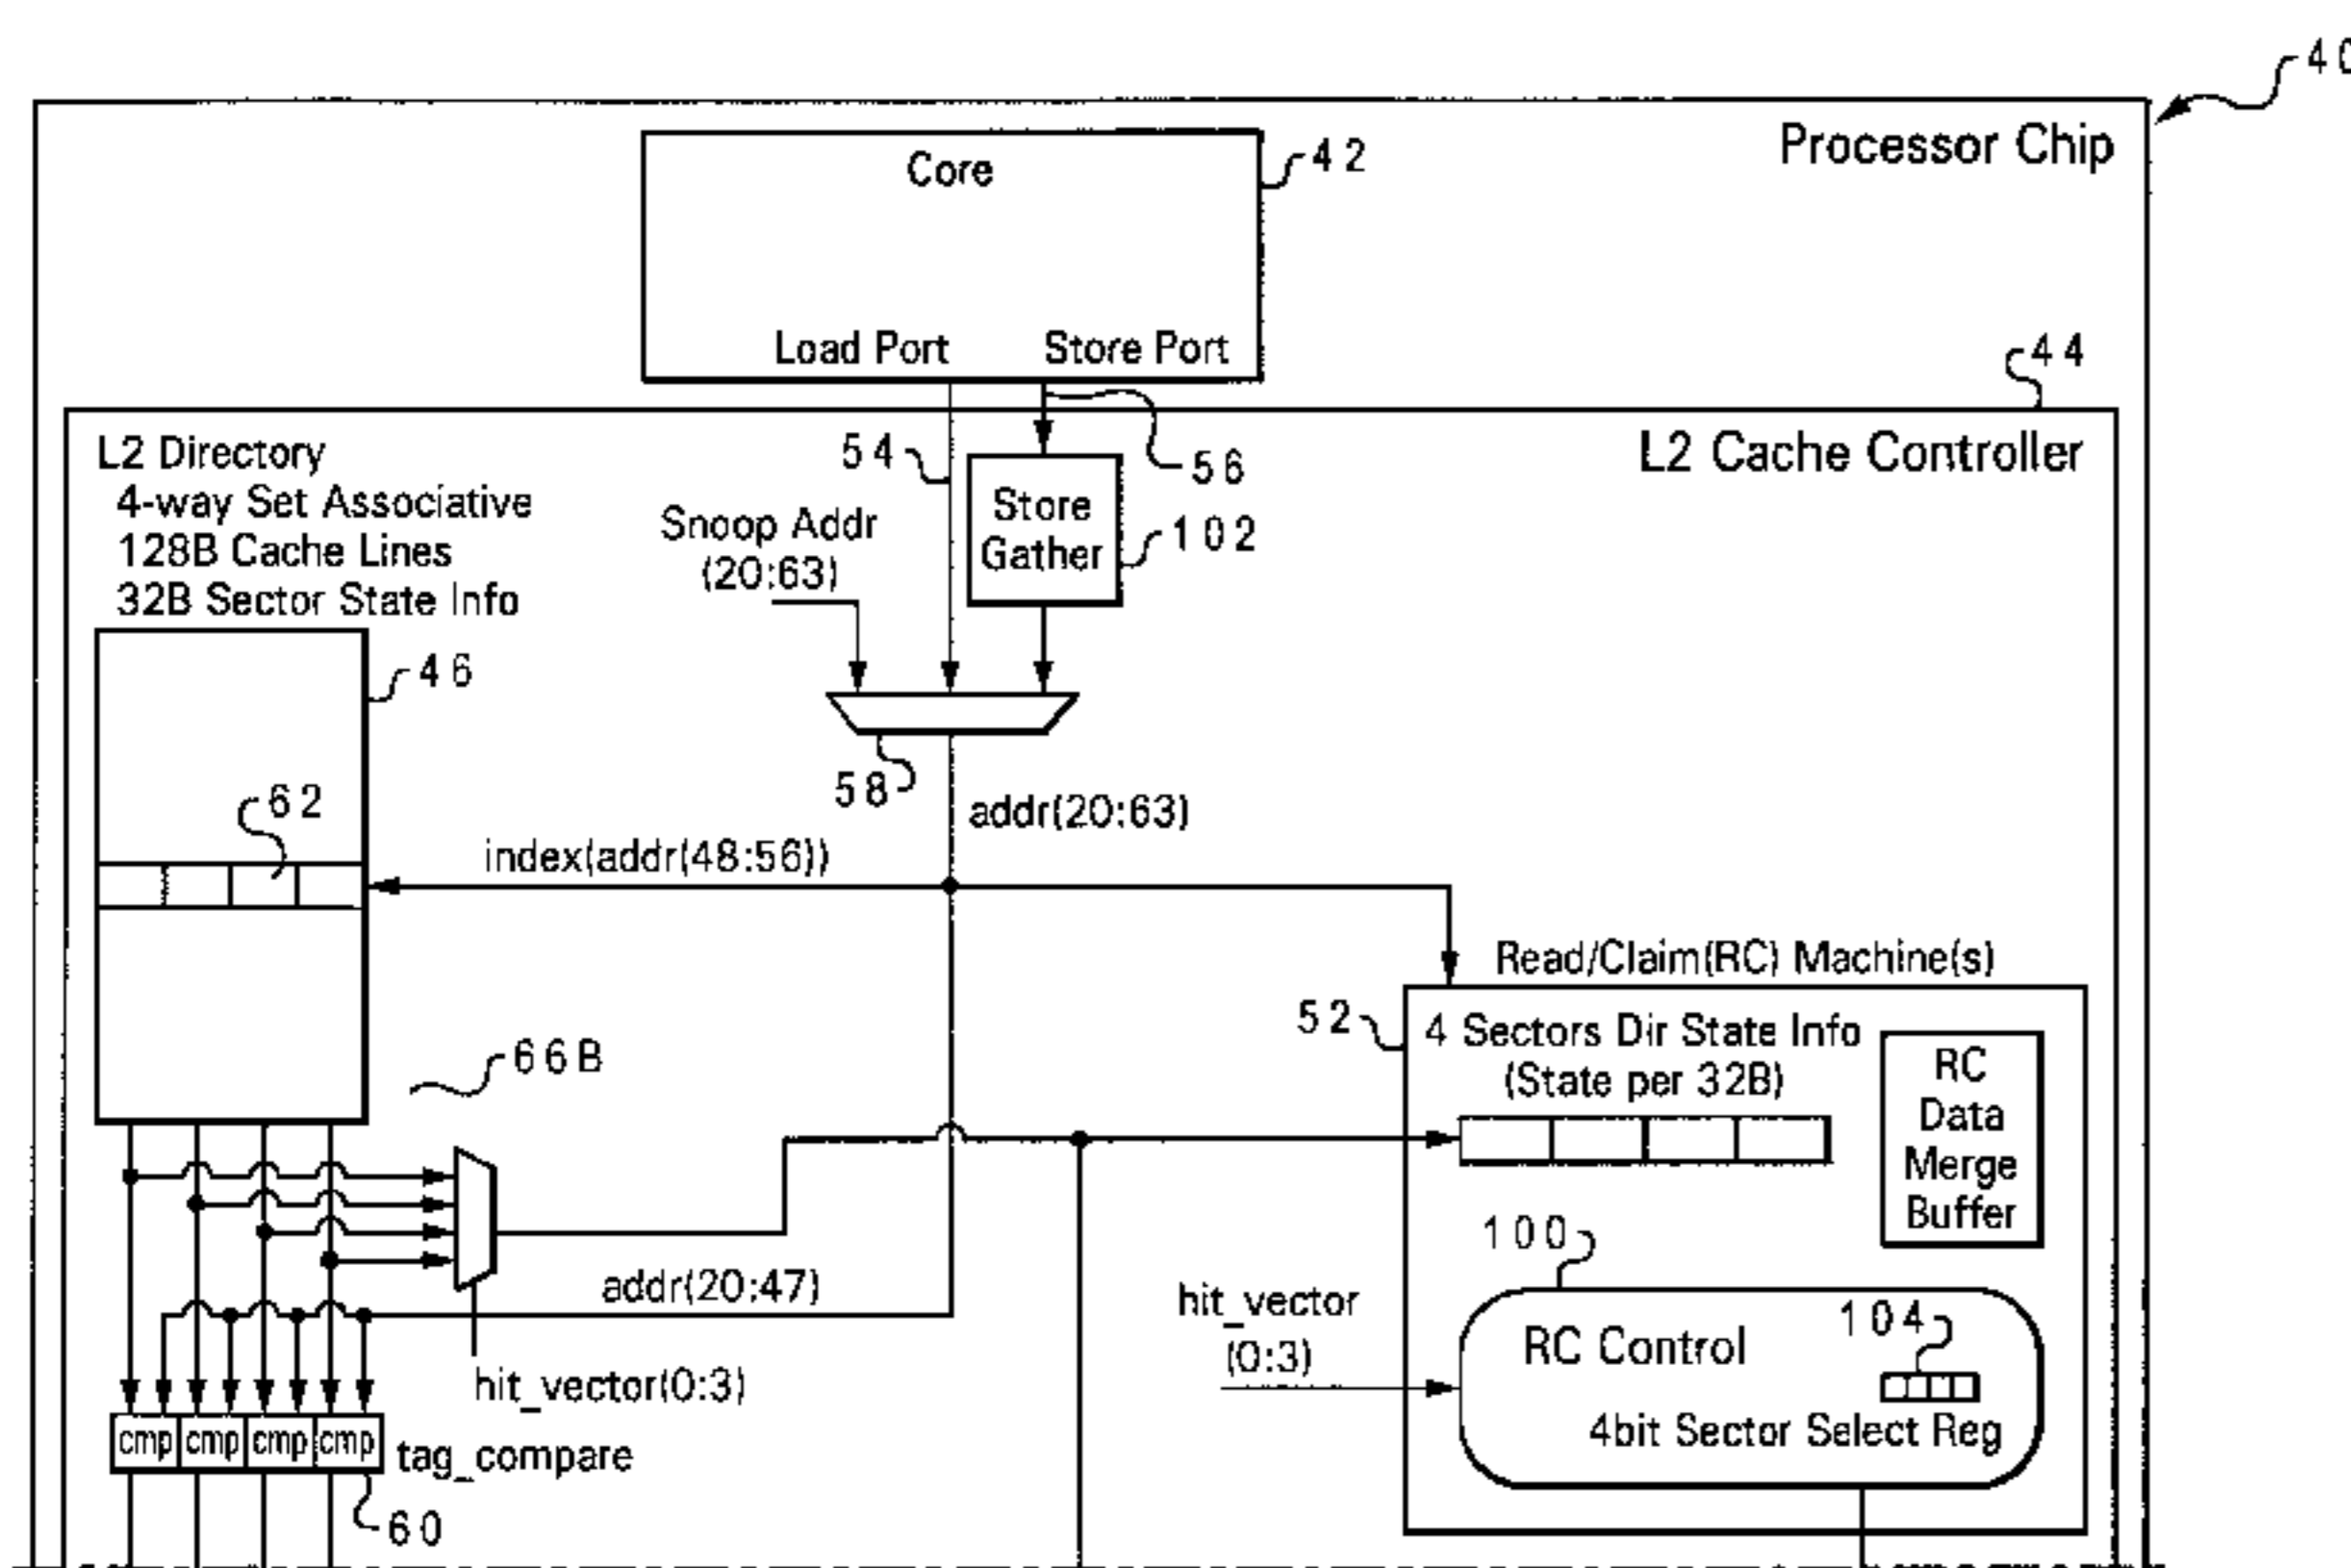 40
Processor Chip
Core
42
Load Port
Store Port
44
L2 Cache Controller
L2 Directory
4-way Set Associative
128B Cache Lines
32B Sector State Info
54
56
Store
Gather
102
Snoop Addr
(20:63)
46
58
addr(20:63)
62
index(addr(48:56))
Read/Claim(RC) Machine(s)
52
4 Sectors Dir State Info
(State per 32B)
RC
Data
Merge
Buffer
66B
100
addr(20:47)
hit_vector
(0:3)
RC Control
104
4bit Sector Select Reg
hit_vector(0:3)
cmp cmp cmp cmp
tag_compare
60